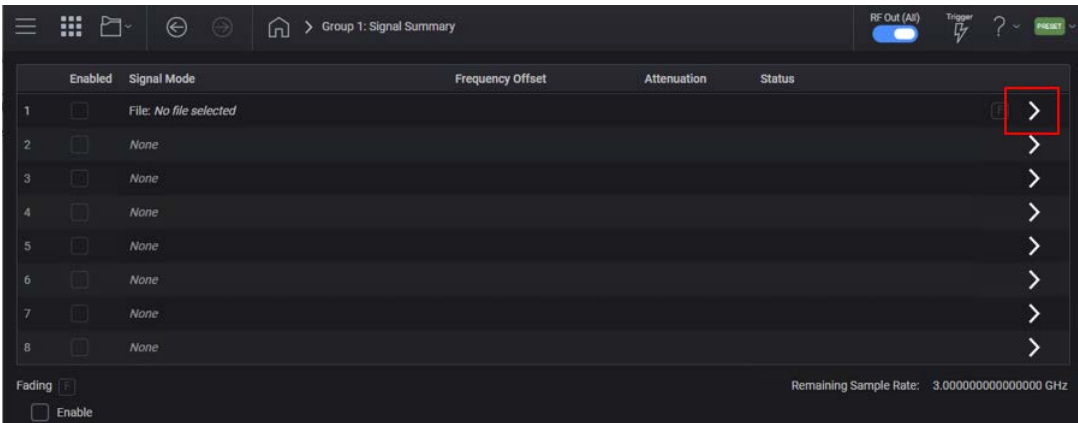 Group 1: Signal Summary
RF Out (All)
Trigger
?
PRESET
Enabled Signal Mode Frequency Offset Attenuation Status
1 File: No file selected F
2 None
3 None
4 None
5 None
6 None
7 None
8 None
Fading F
Remaining Sample Rate: 3.000000000000000 GHz
Enable